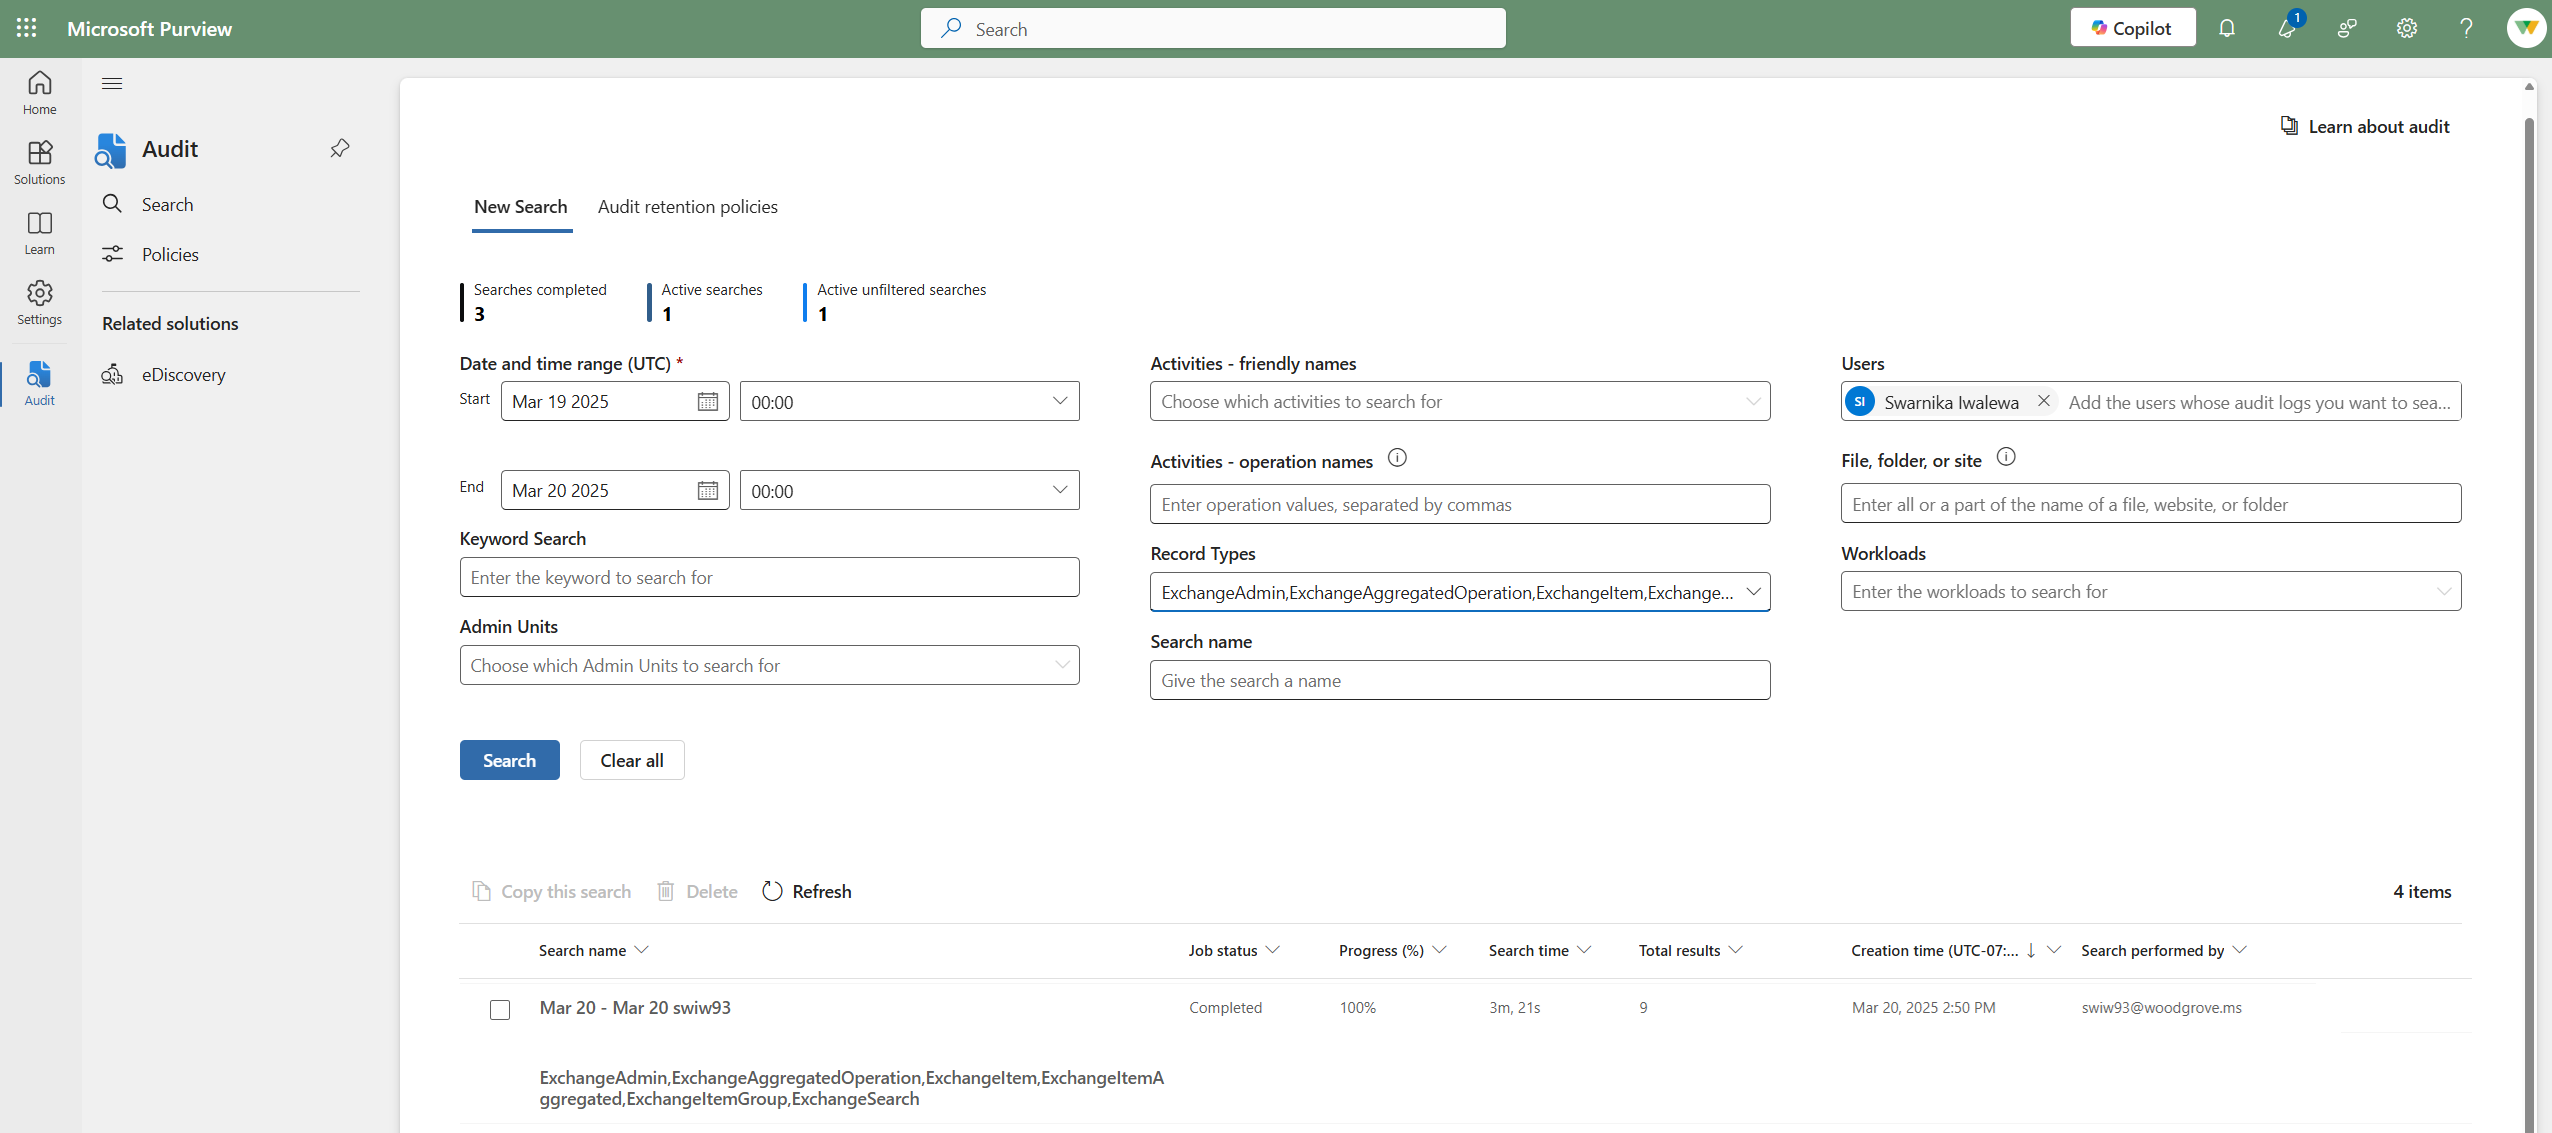 Microsoft Purview
Search
Copilot
1
Home
Solutions
Learn
Settings
Audit
Audit
Search
Policies
Related solutions
eDiscovery
Learn about audit
New Search
Audit retention policies
Searches completed
3
Active searches
1
Active unfiltered searches
1
Date and time range (UTC) *
Start
Mar 19 2025
00:00
End
Mar 20 2025
00:00
Keyword Search
Enter the keyword to search for
Admin Units
Choose which Admin Units to search for
Activities - friendly names
Choose which activities to search for
Activities - operation names
Enter operation values, separated by commas
Record Types
ExchangeAdmin,ExchangeAggregatedOperation,ExchangeItem,Exchange...
Search name
Give the search a name
Users
SI
Swarnika Iwalewa
Add the users whose audit logs you want to sea...
File, folder, or site
Enter all or a part of the name of a file, website, or folder
Workloads
Enter the workloads to search for
Search
Clear all
Copy this search
Delete
Refresh
4 items
Search name
Job status
Progress (%)
Search time
Total results
Creation time (UTC-07:...
Search performed by
Mar 20 - Mar 20 swiw93
Completed
100%
3m, 21s
9
Mar 20, 2025 2:50 PM
swiw93@woodgrove.ms
ExchangeAdmin,ExchangeAggregatedOperation,ExchangeItem,ExchangeItemA
ggregated,ExchangeItemGroup,ExchangeSearch